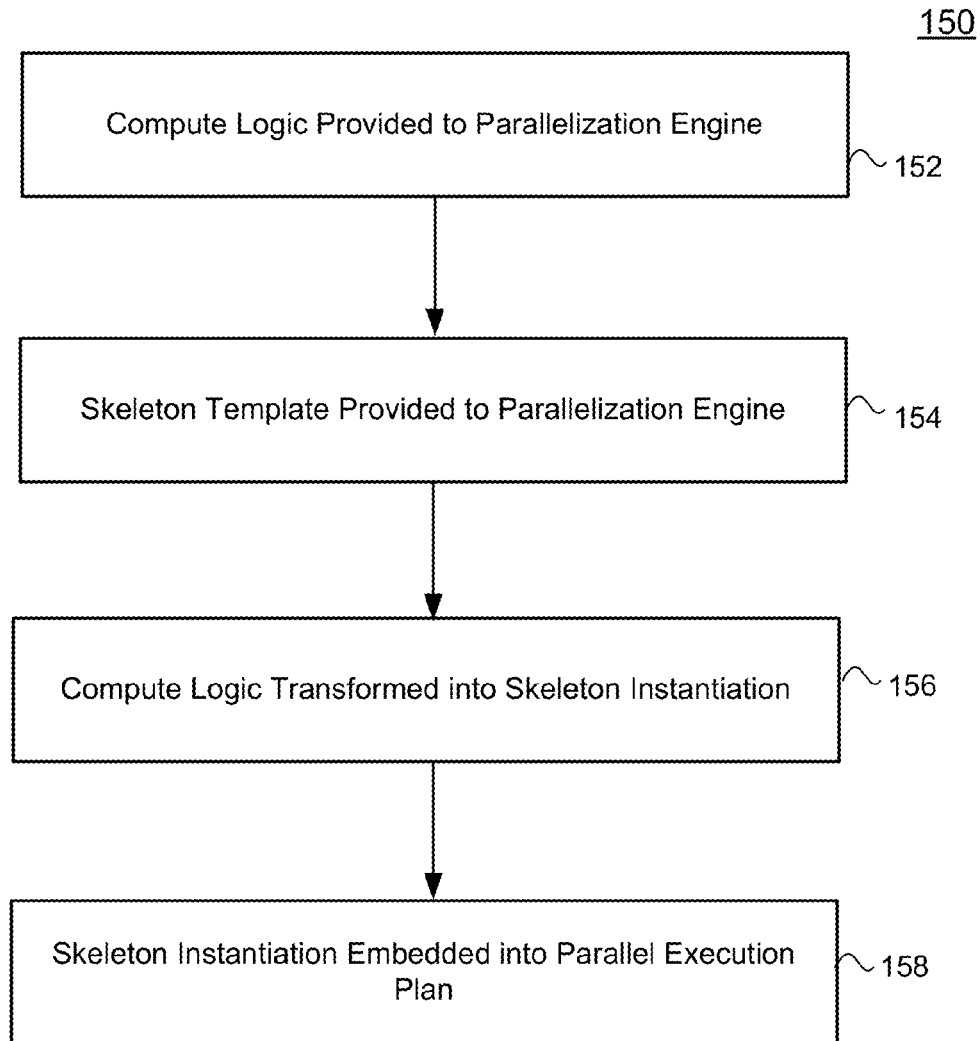 150
Compute Logic Provided to Parallelization Engine
152
Skeleton Template Provided to Parallelization Engine
154
Compute Logic Transformed into Skeleton Instantiation
156
Skeleton Instantiation Embedded into Parallel Execution
Plan
158